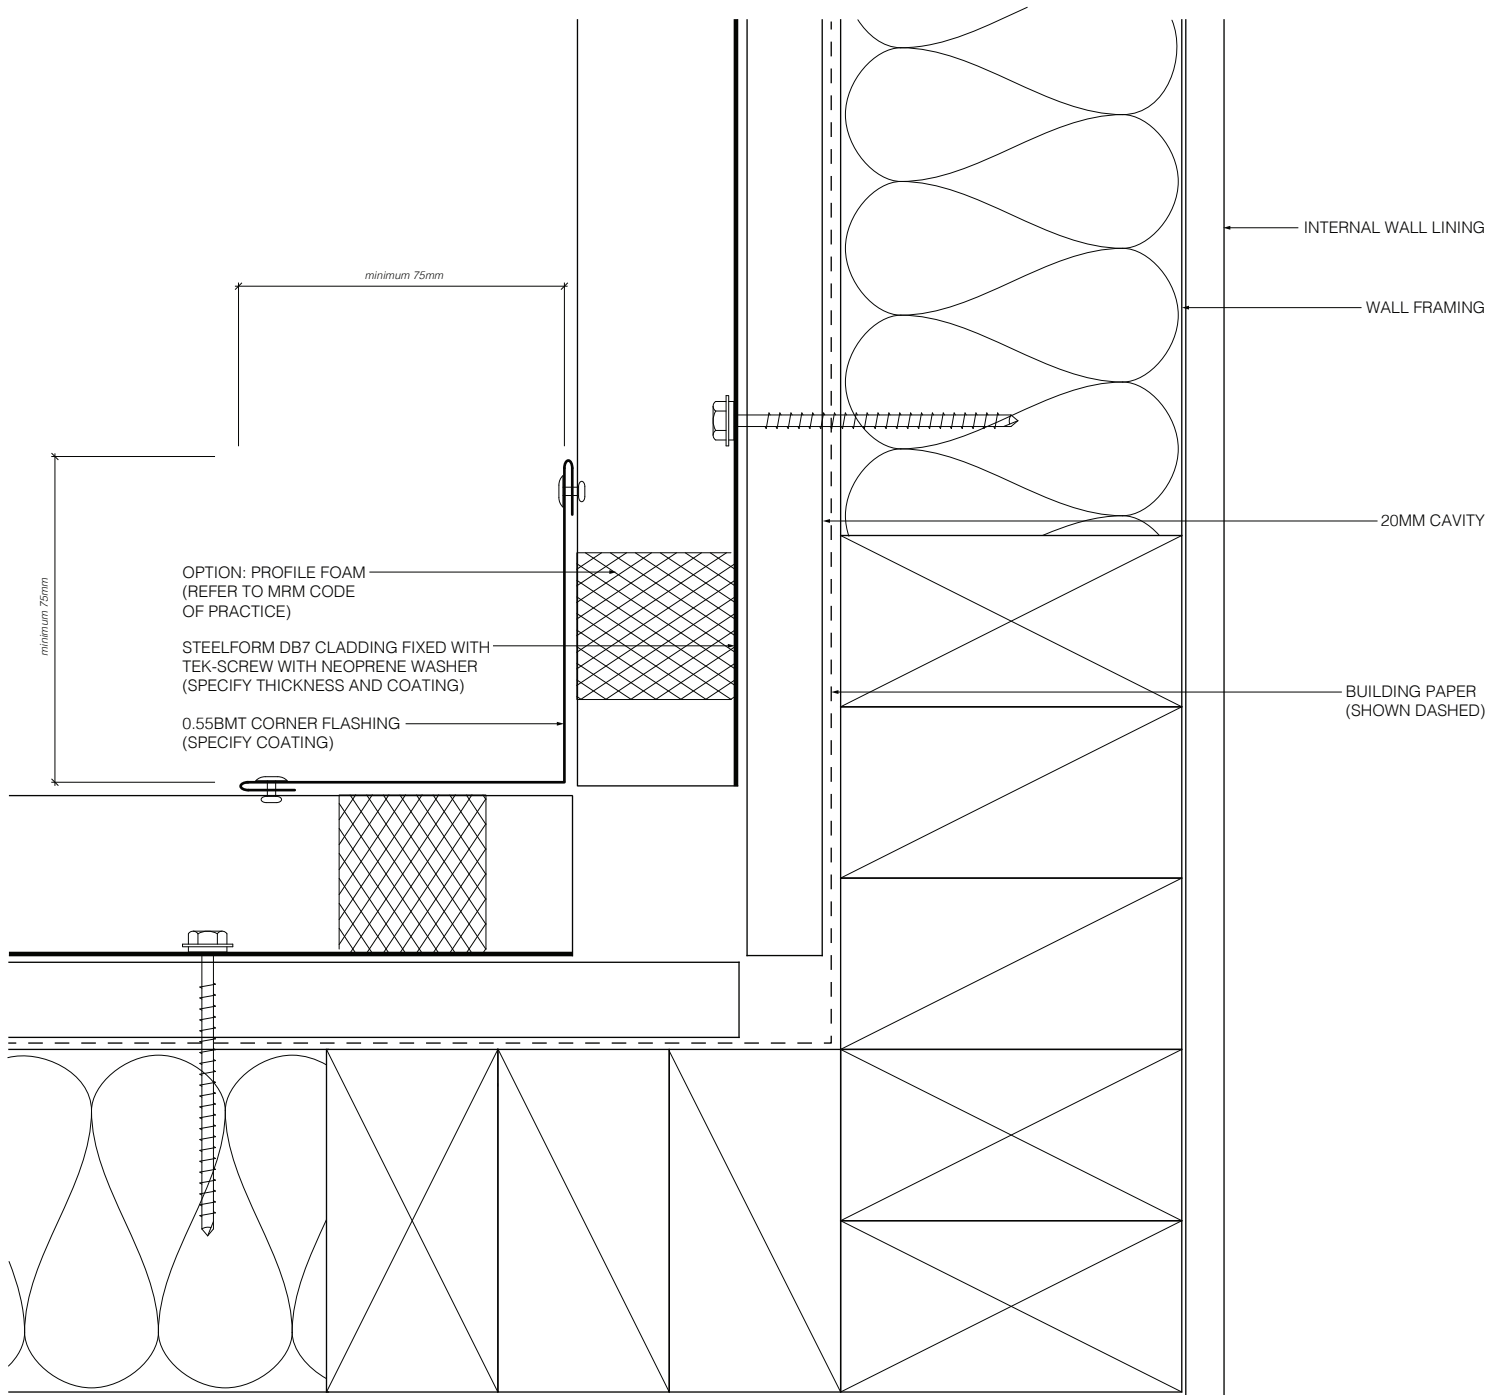 INTERNAL WALL LINING
minimum 75mm
WALL FRAMING
20MM CAVITY
minimum 75mm
OPTION: PROFILE FOAM
(REFER TO MRM CODE
OF PRACTICE)
STEELFORM DB7 CLADDING FIXED WITH
TEK-SCREW WITH NEOPRENE WASHER
(SPECIFY THICKNESS AND COATING)
BUILDING PAPER
(SHOWN DASHED)
0.55BMT CORNER FLASHING
(SPECIFY COATING)